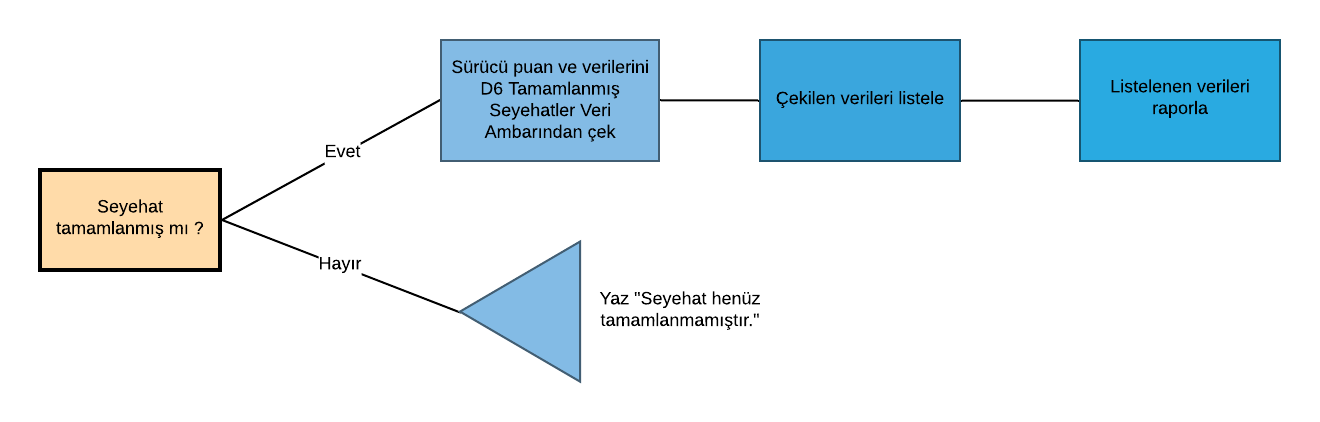 Sürücü puan ve verilerini
D6 Tamamlanmış
Seyehatler Veri
Ambarından çek
Çekilen verileri listele
Listelenen verileri
raporla
Evet
Seyehat
tamamlanmış mı ?
Hayır
Yaz "Seyehat henüz
tamamlanmamıştır."